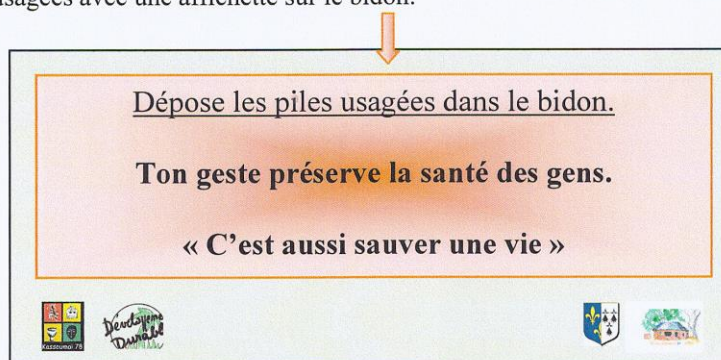 usagées avec une affichette sur le bidon.
Dépose les piles usagées dans le bidon.
Ton geste préserve la santé des gens.
« C'est aussi sauver une vie »
Kassoumaï 78
Développement
Durable